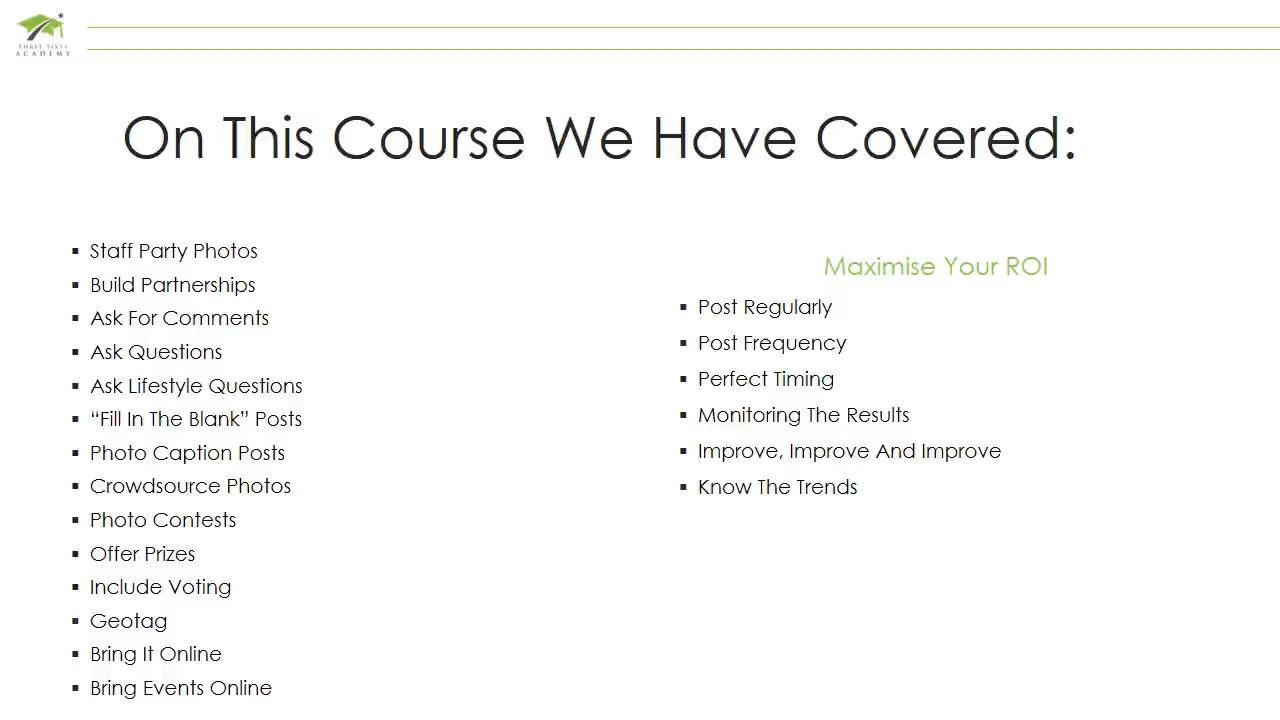 THREE SIXTY
ACADEMY
On This Course We Have Covered:
Staff Party Photos
Build Partnerships
Ask For Comments
Ask Questions
Ask Lifestyle Questions
“Fill In The Blank” Posts
Photo Caption Posts
Crowdsource Photos
Photo Contests
Offer Prizes
Include Voting
Geotag
Bring It Online
Bring Events Online
Maximise Your ROI
Post Regularly
Post Frequency
Perfect Timing
Monitoring The Results
Improve, Improve And Improve
Know The Trends